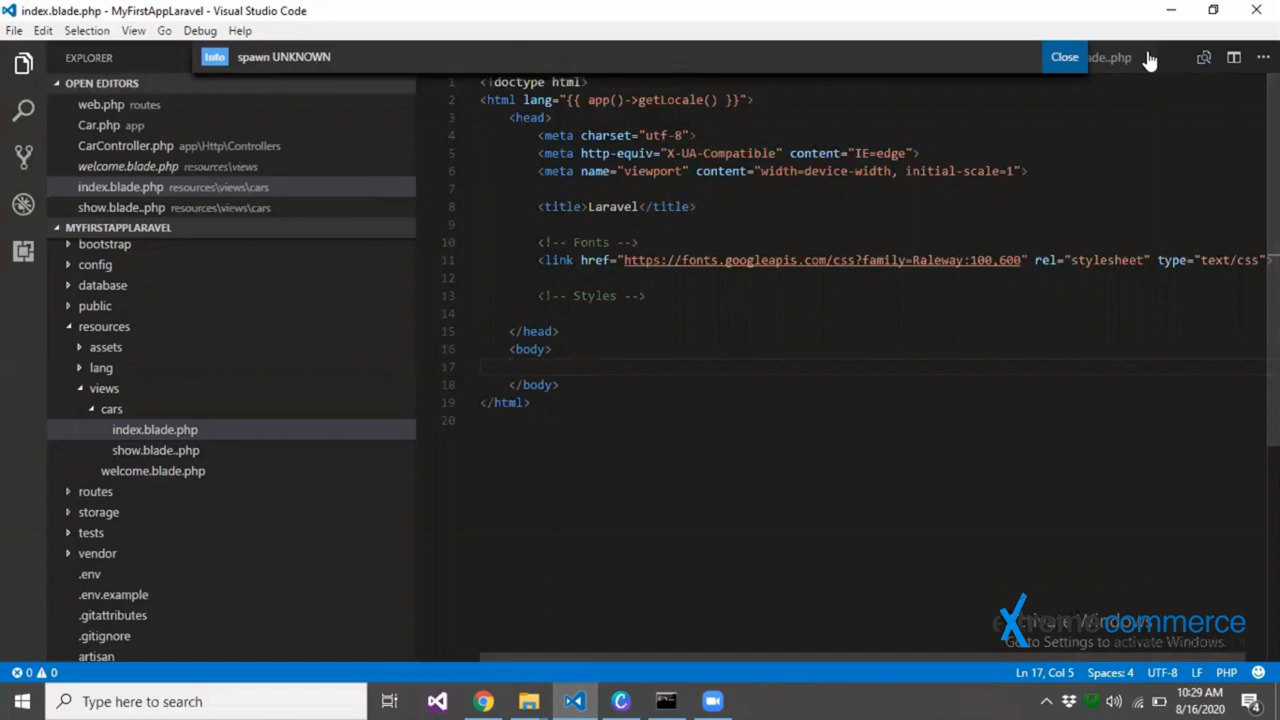 index.blade.php - MyFirstAppLaravel - Visual Studio Code
File Edit Selection View Go Debug Help
EXPLORER
Info spawn UNKNOWN
Close
ade..php
OPEN EDITORS
web.php routes
Car.php app
CarController.php app\Http\Controllers
welcome.blade.php resources\views
index.blade.php resources\views\cars
show.blade..php resources\views\cars
MYFIRSTAPPLARAVEL
bootstrap
config
database
public
resources
assets
lang
views
cars
index.blade.php
show.blade..php
welcome.blade.php
routes
storage
tests
vendor
.env
.env.example
.gitattributes
.gitignore
artisan
1 <!doctype html>
2 <html lang="{{ app()->getLocale() }}">
3 <head>
4 <meta charset="utf-8">
5 <meta http-equiv="X-UA-Compatible" content="IE=edge">
6 <meta name="viewport" content="width=device-width, initial-scale=1">
7
8 <title>Laravel</title>
9
10 <!-- Fonts -->
11 <link href="https://fonts.googleapis.com/css?family=Raleway:100,600" rel="stylesheet" type="text/css">
12
13 <!-- Styles -->
14
15 </head>
16 <body>
17
18 </body>
19 </html>
20
Activate Windows
Go to Settings to activate Windows.
extreme commerce
0 0
Ln 17, Col 5 Spaces: 4 UTF-8 LF PHP
Type here to search
10:29 AM
8/16/2020
4